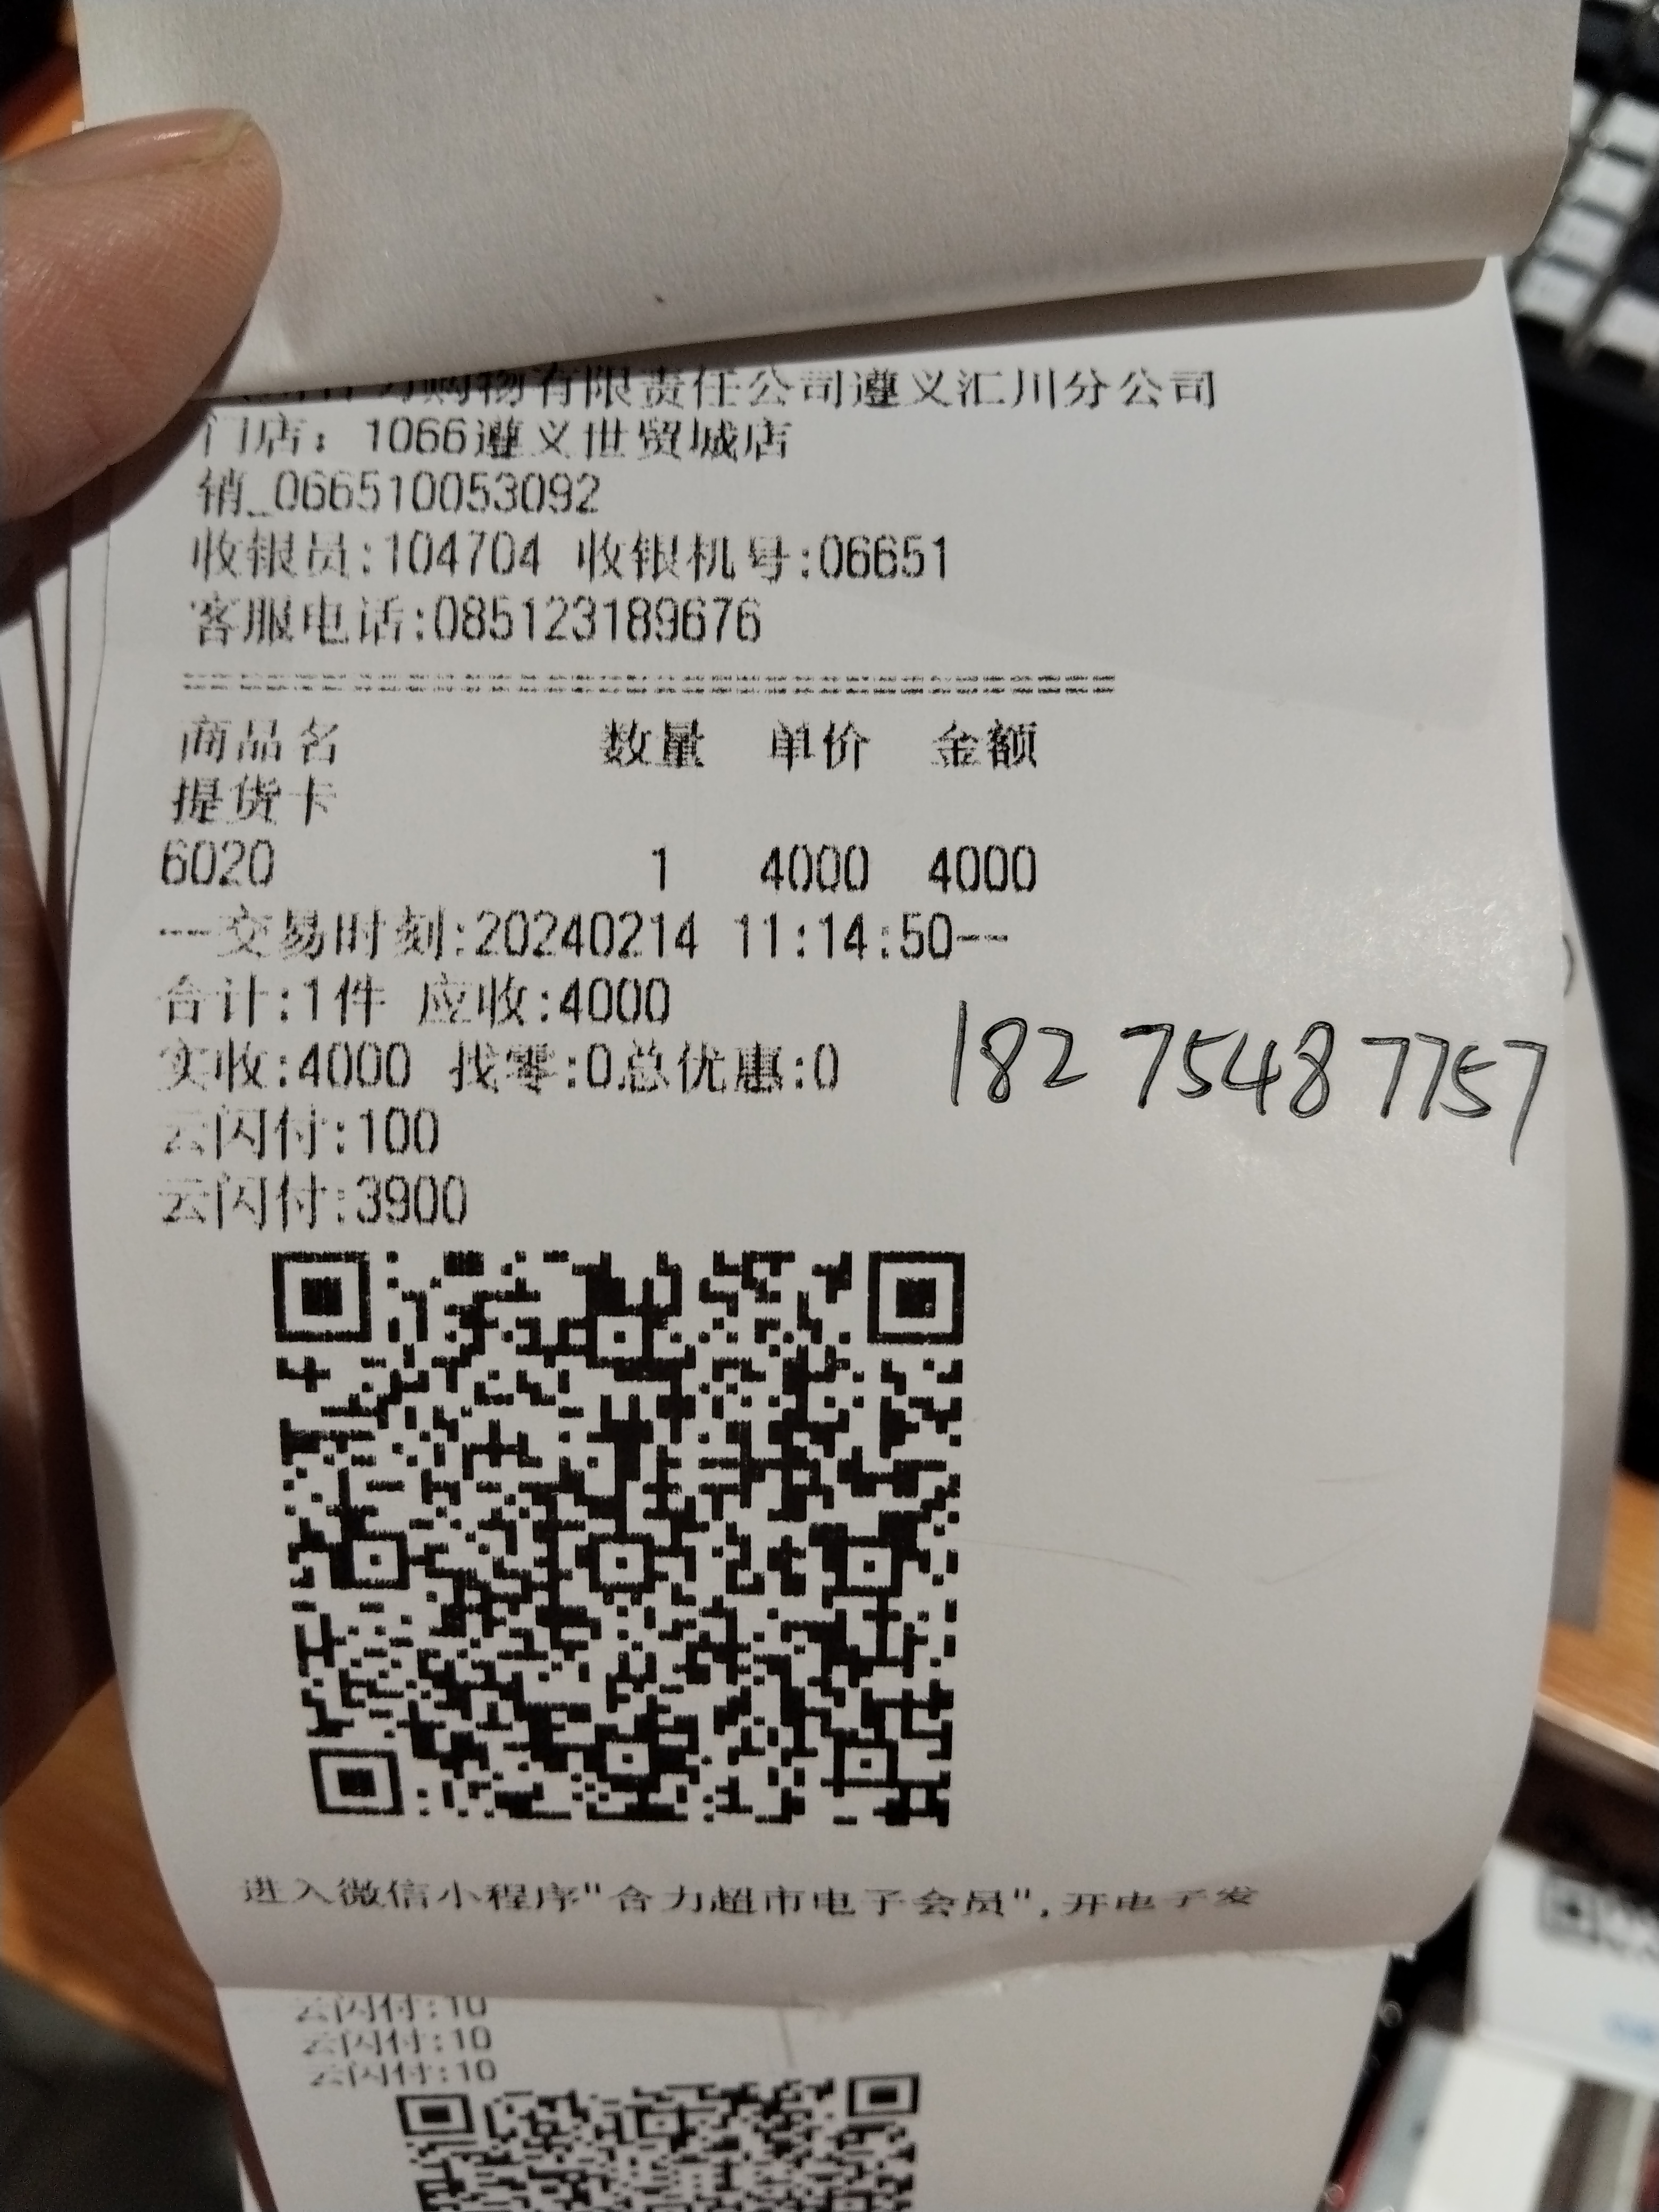 购物有限责任公司遵义汇川分公司
门店：1066遵义世贸城店
销_066510053092
收银员:104704 收银机号:06651
客服电话:085123189676
商品名 数量 单价 金额
提货卡
6020 1 4000 4000
--交易时刻:20240214 11:14:50--
合计:1件 应收:4000
实收:4000 找零:0总优惠:0
182 7548 7757
云闪付:100
云闪付:3900
进入微信小程序"合力超市电子会员",开电子发
云闪付:10
云闪付:10
云闪付:10